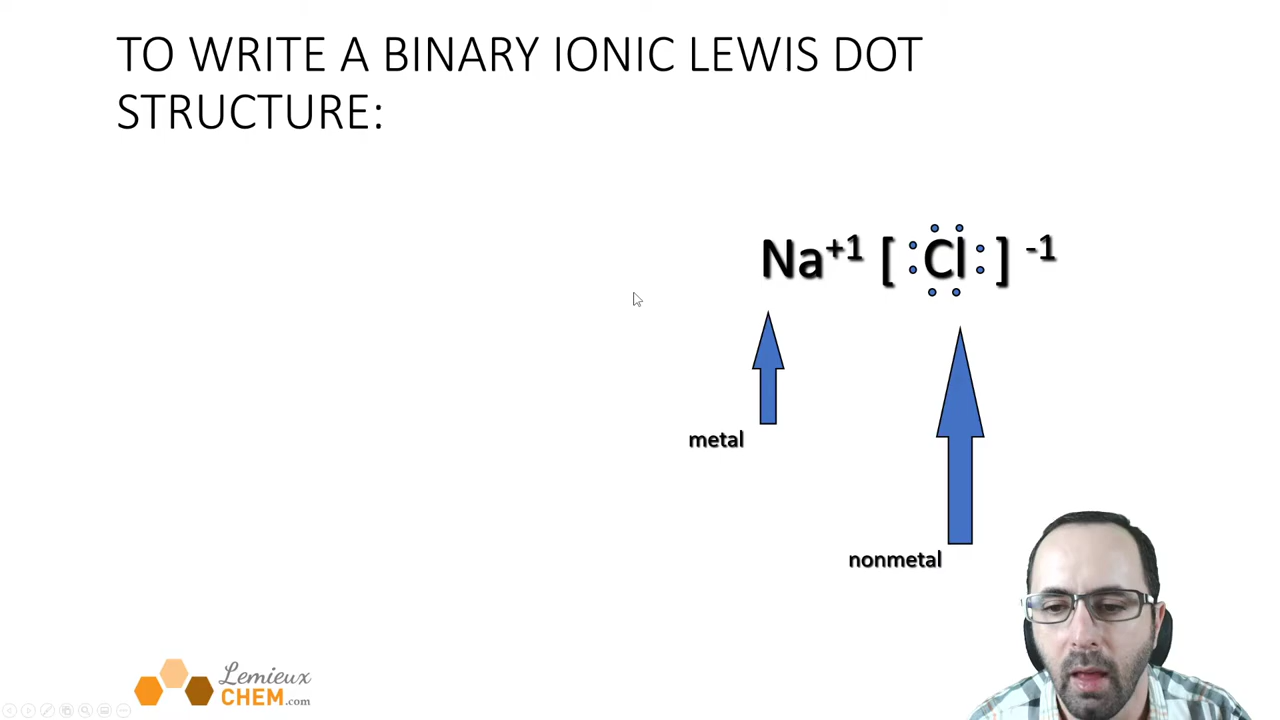 TO WRITE A BINARY IONIC LEWIS DOT
STRUCTURE:
Na+1 [ Cl ] -1
metal
nonmetal
Lemieux
CHEM.com